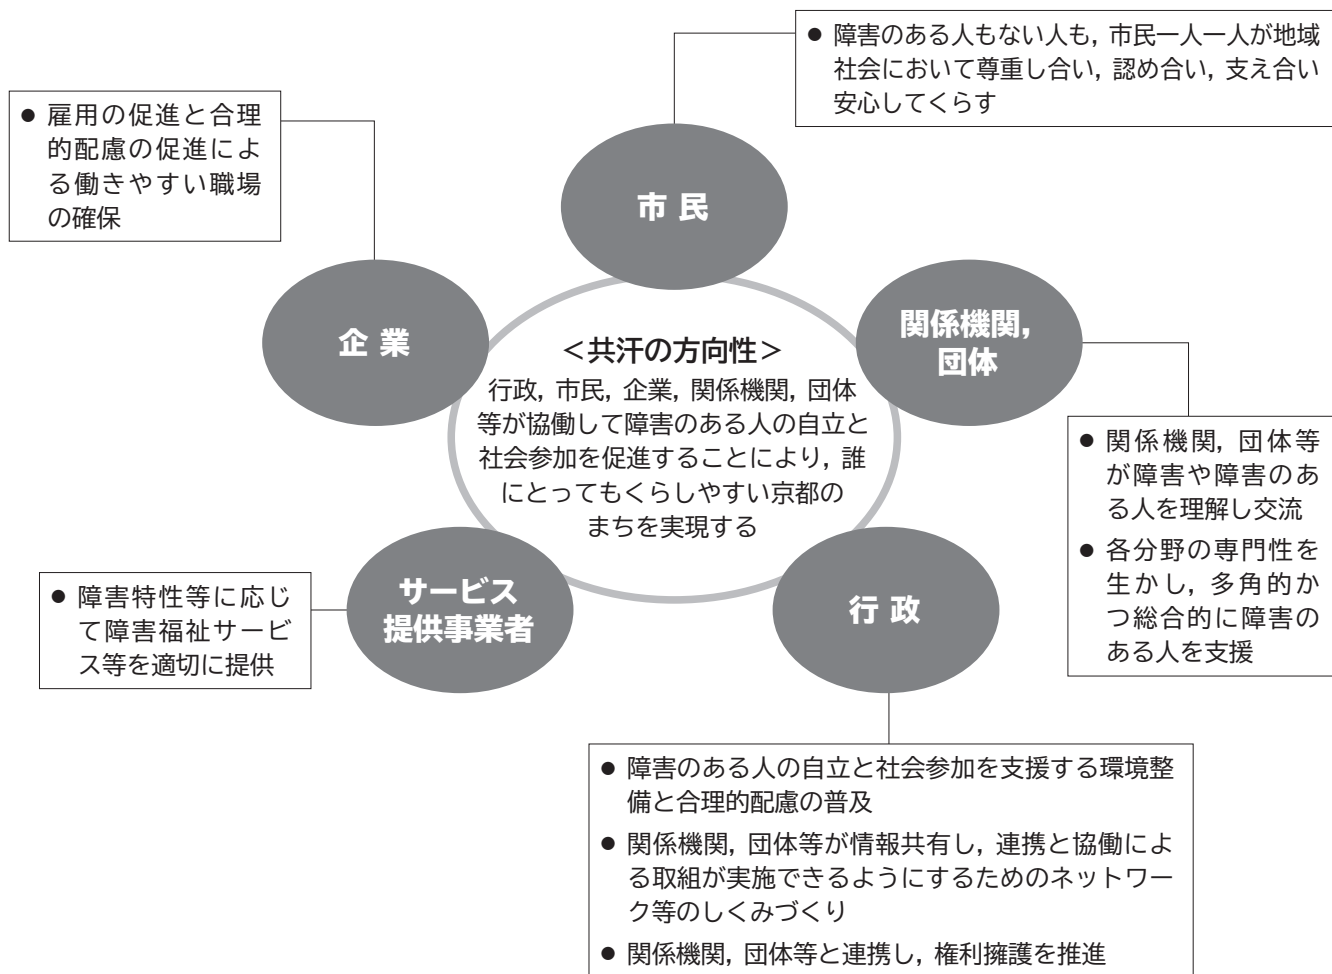 ● 障害のある人もない人も, 市民一人一人が地域
社会において尊重し合い, 認め合い, 支え合い
安心してくらす
● 雇用の促進と合理
的配慮の促進によ
る働きやすい職場
の確保
市 民
企 業
関係機関,
団体
＜共汗の方向性＞
行政, 市民, 企業, 関係機関, 団体
等が協働して障害のある人の自立と
社会参加を促進することにより, 誰
にとってもくらしやすい京都の
まちを実現する
● 関係機関, 団体等
が障害や障害のあ
る人を理解し交流
● 各分野の専門性を
生かし, 多角的か
つ総合的に障害の
ある人を支援
サービス
提供事業者
行 政
● 障害特性等に応じ
て障害福祉サービ
ス等を適切に提供
● 障害のある人の自立と社会参加を支援する環境整
備と合理的配慮の普及
● 関係機関, 団体等が情報共有し, 連携と協働によ
る取組が実施できるようにするためのネットワー
ク等のしくみづくり
● 関係機関, 団体等と連携し, 権利擁護を推進